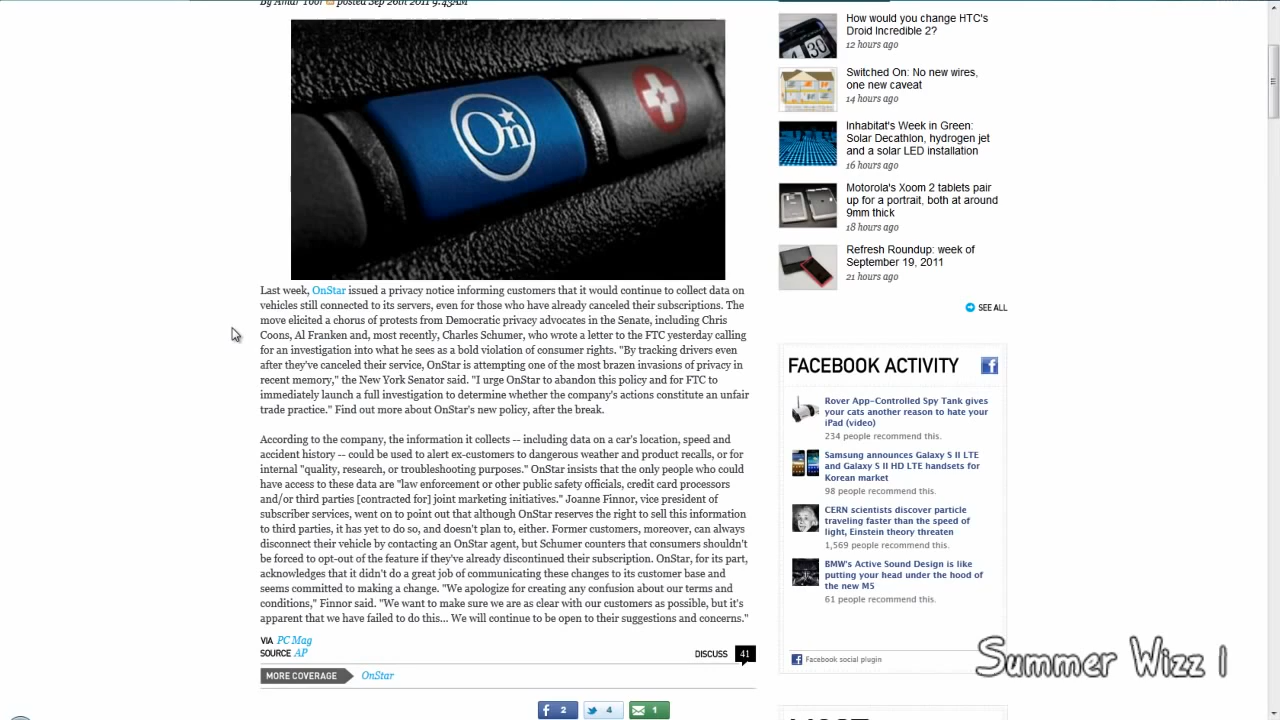 By Amar Toor posted Sep 26th 2011 9:43AM
On
Last week, OnStar issued a privacy notice informing customers that it would continue to collect data on
vehicles still connected to its servers, even for those who have already canceled their subscriptions. The
move elicited a chorus of protests from Democratic privacy advocates in the Senate, including Chris
Coons, Al Franken and, most recently, Charles Schumer, who wrote a letter to the FTC yesterday calling
for an investigation into what he sees as a bold violation of consumer rights. "By tracking drivers even
after they've canceled their service, OnStar is attempting one of the most brazen invasions of privacy in
recent memory," the New York Senator said. "I urge OnStar to abandon this policy and for FTC to
immediately launch a full investigation to determine whether the company's actions constitute an unfair
trade practice." Find out more about OnStar's new policy, after the break.
According to the company, the information it collects -- including data on a car's location, speed and
accident history -- could be used to alert ex-customers to dangerous weather and product recalls, or for
internal "quality, research, or troubleshooting purposes." OnStar insists that the only people who could
have access to these data are "law enforcement or other public safety officials, credit card processors
and/or third parties [contracted for] joint marketing initiatives." Joanne Finnor, vice president of
subscriber services, went on to point out that although OnStar reserves the right to sell this information
to third parties, it has yet to do so, and doesn't plan to, either. Former customers, moreover, can always
disconnect their vehicle by contacting an OnStar agent, but Schumer counters that consumers shouldn't
be forced to opt-out of the feature if they've already discontinued their subscription. OnStar, for its part,
acknowledges that it didn't do a great job of communicating these changes to its customer base and
seems committed to making a change. "We apologize for creating any confusion about our terms and
conditions," Finnor said. "We want to make sure we are as clear with our customers as possible, but it's
apparent that we have failed to do this... We will continue to be open to their suggestions and concerns."
VIA PC Mag
SOURCE AP
DISCUSS 41
MORE COVERAGE OnStar
2 4 1
How would you change HTC's
Droid Incredible 2?
12 hours ago
Switched On: No new wires,
one new caveat
14 hours ago
Inhabitat's Week in Green:
Solar Decathlon, hydrogen jet
and a solar LED installation
16 hours ago
Motorola's Xoom 2 tablets pair
up for a portrait, both at around
9mm thick
18 hours ago
Refresh Roundup: week of
September 19, 2011
21 hours ago
SEE ALL
FACEBOOK ACTIVITY
Rover App-Controlled Spy Tank gives
your cats another reason to hate your
iPad (video)
234 people recommend this.
Samsung announces Galaxy S II LTE
and Galaxy S II HD LTE handsets for
Korean market
98 people recommend this.
CERN scientists discover particle
traveling faster than the speed of
light, Einstein theory threaten
1,569 people recommend this.
BMW's Active Sound Design is like
putting your head under the hood of
the new M5
61 people recommend this.
Facebook social plugin
Summer Wizz 1